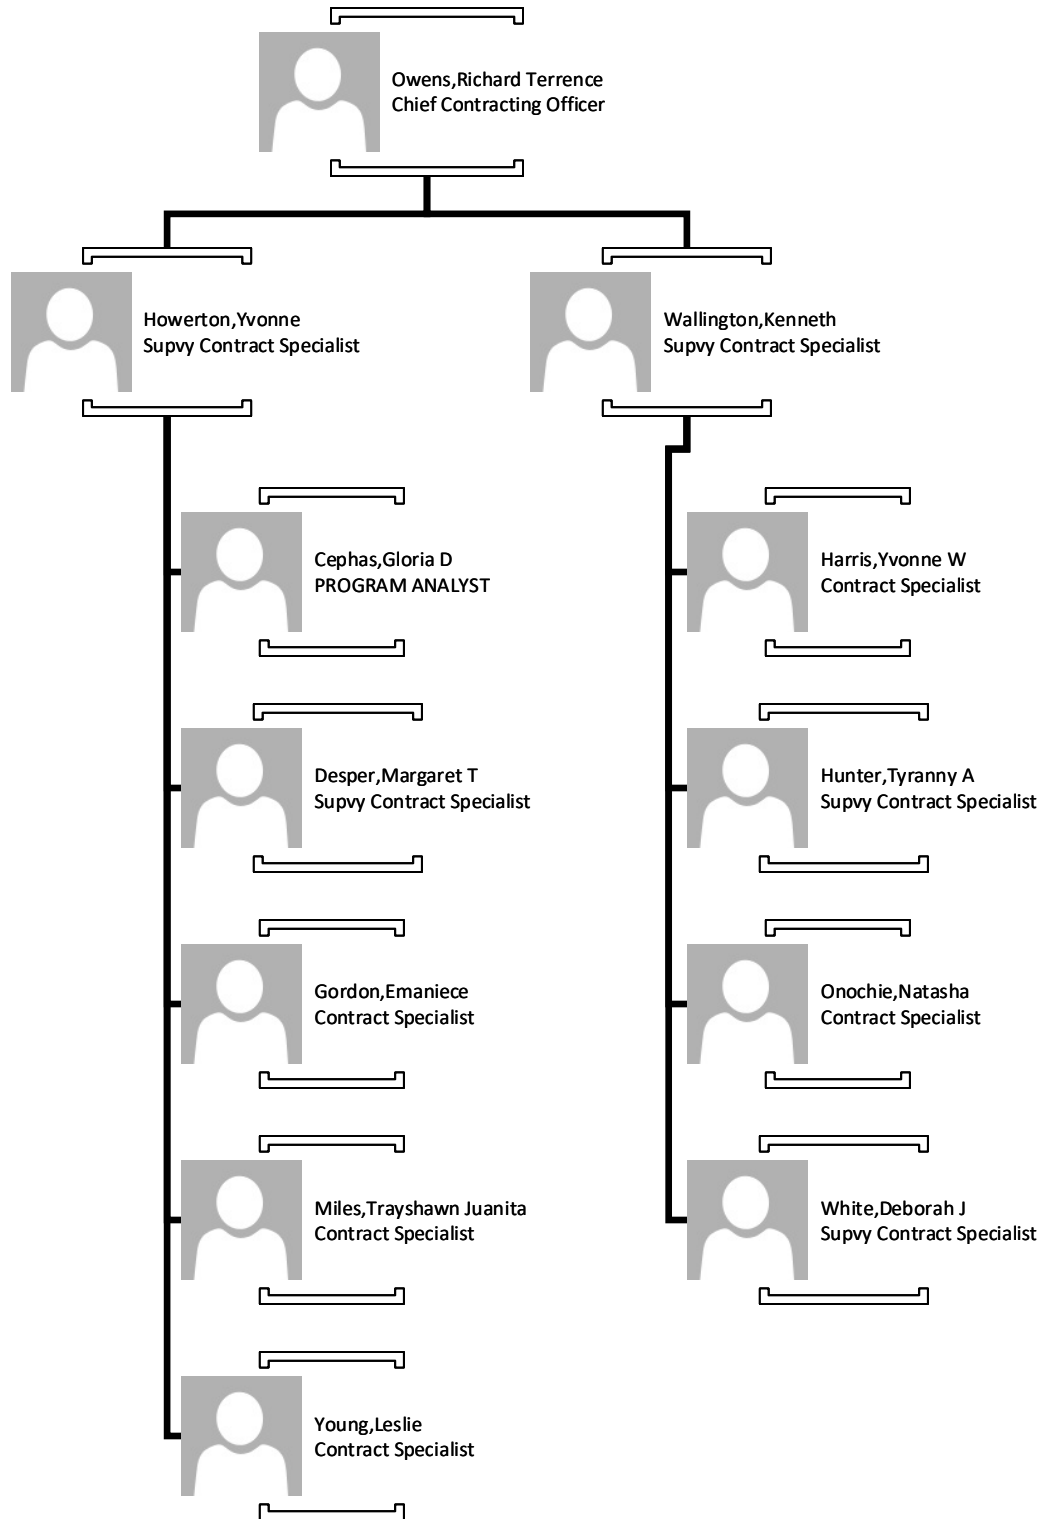 Owens,Richard Terrence
Chief Contracting Officer
Howerton,Yvonne
Supvy Contract Specialist
Wallington,Kenneth
Supvy Contract Specialist
Cephas,Gloria D
PROGRAM ANALYST
Harris,Yvonne W
Contract Specialist
Desper,Margaret T
Supvy Contract Specialist
Hunter,Tyranny A
Supvy Contract Specialist
Gordon,Emaniece
Contract Specialist
Onochie,Natasha
Contract Specialist
Miles,Trayshawn Juanita
Contract Specialist
White,Deborah J
Supvy Contract Specialist
Young,Leslie
Contract Specialist